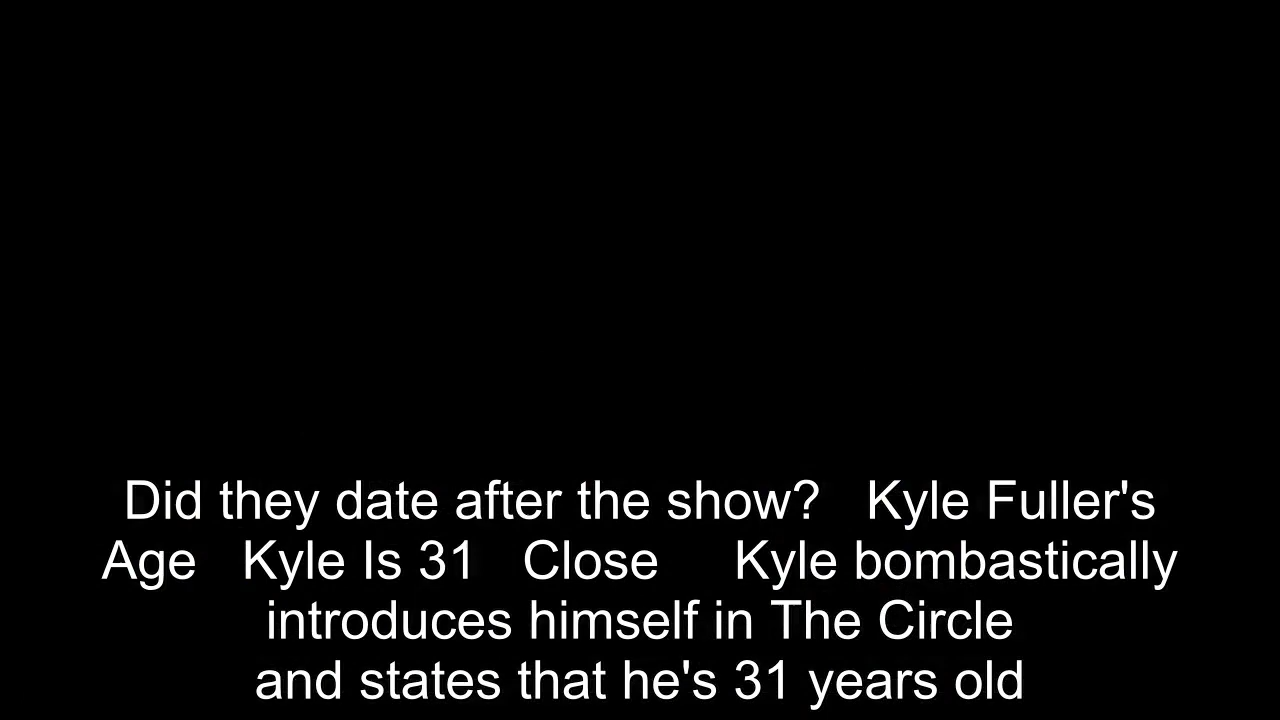 Did they date after the show?   Kyle Fuller's
Age   Kyle Is 31   Close     Kyle bombastically
introduces himself in The Circle
and states that he's 31 years old